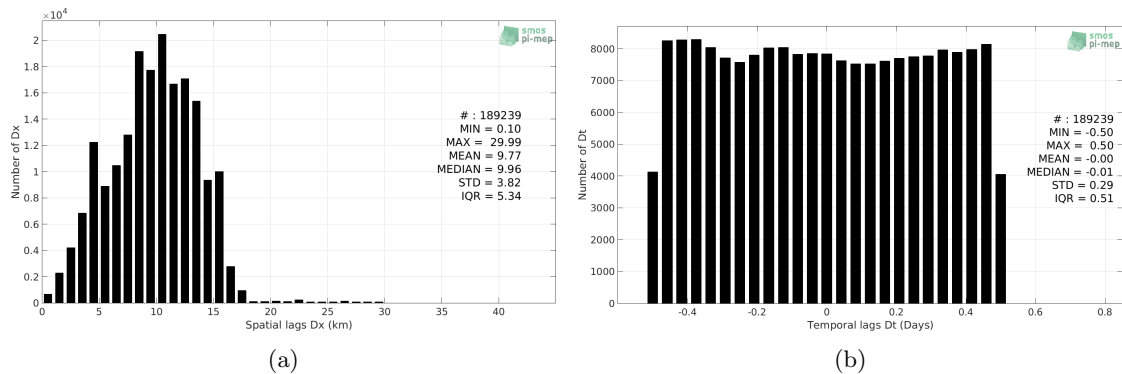 ×10⁴
2
1.8
1.6
1.4
1.2
1
0.8
0.6
0.4
0.2
0
0 5 10 15 20 25 30 35 40
Number of Dx
Spatial lags Dx (km)
smos
pi-mep
# : 189239
MIN = 0.10
MAX = 29.99
MEAN = 9.77
MEDIAN = 9.96
STD = 3.82
IQR = 5.34
(a)
8000
7000
6000
5000
4000
3000
2000
1000
0
-0.4 -0.2 0 0.2 0.4 0.6 0.8
Number of Dt
Temporal lags Dt (Days)
smos
pi-mep
# : 189239
MIN = -0.50
MAX = 0.50
MEAN = -0.00
MEDIAN = -0.01
STD = 0.29
IQR = 0.51
(b)